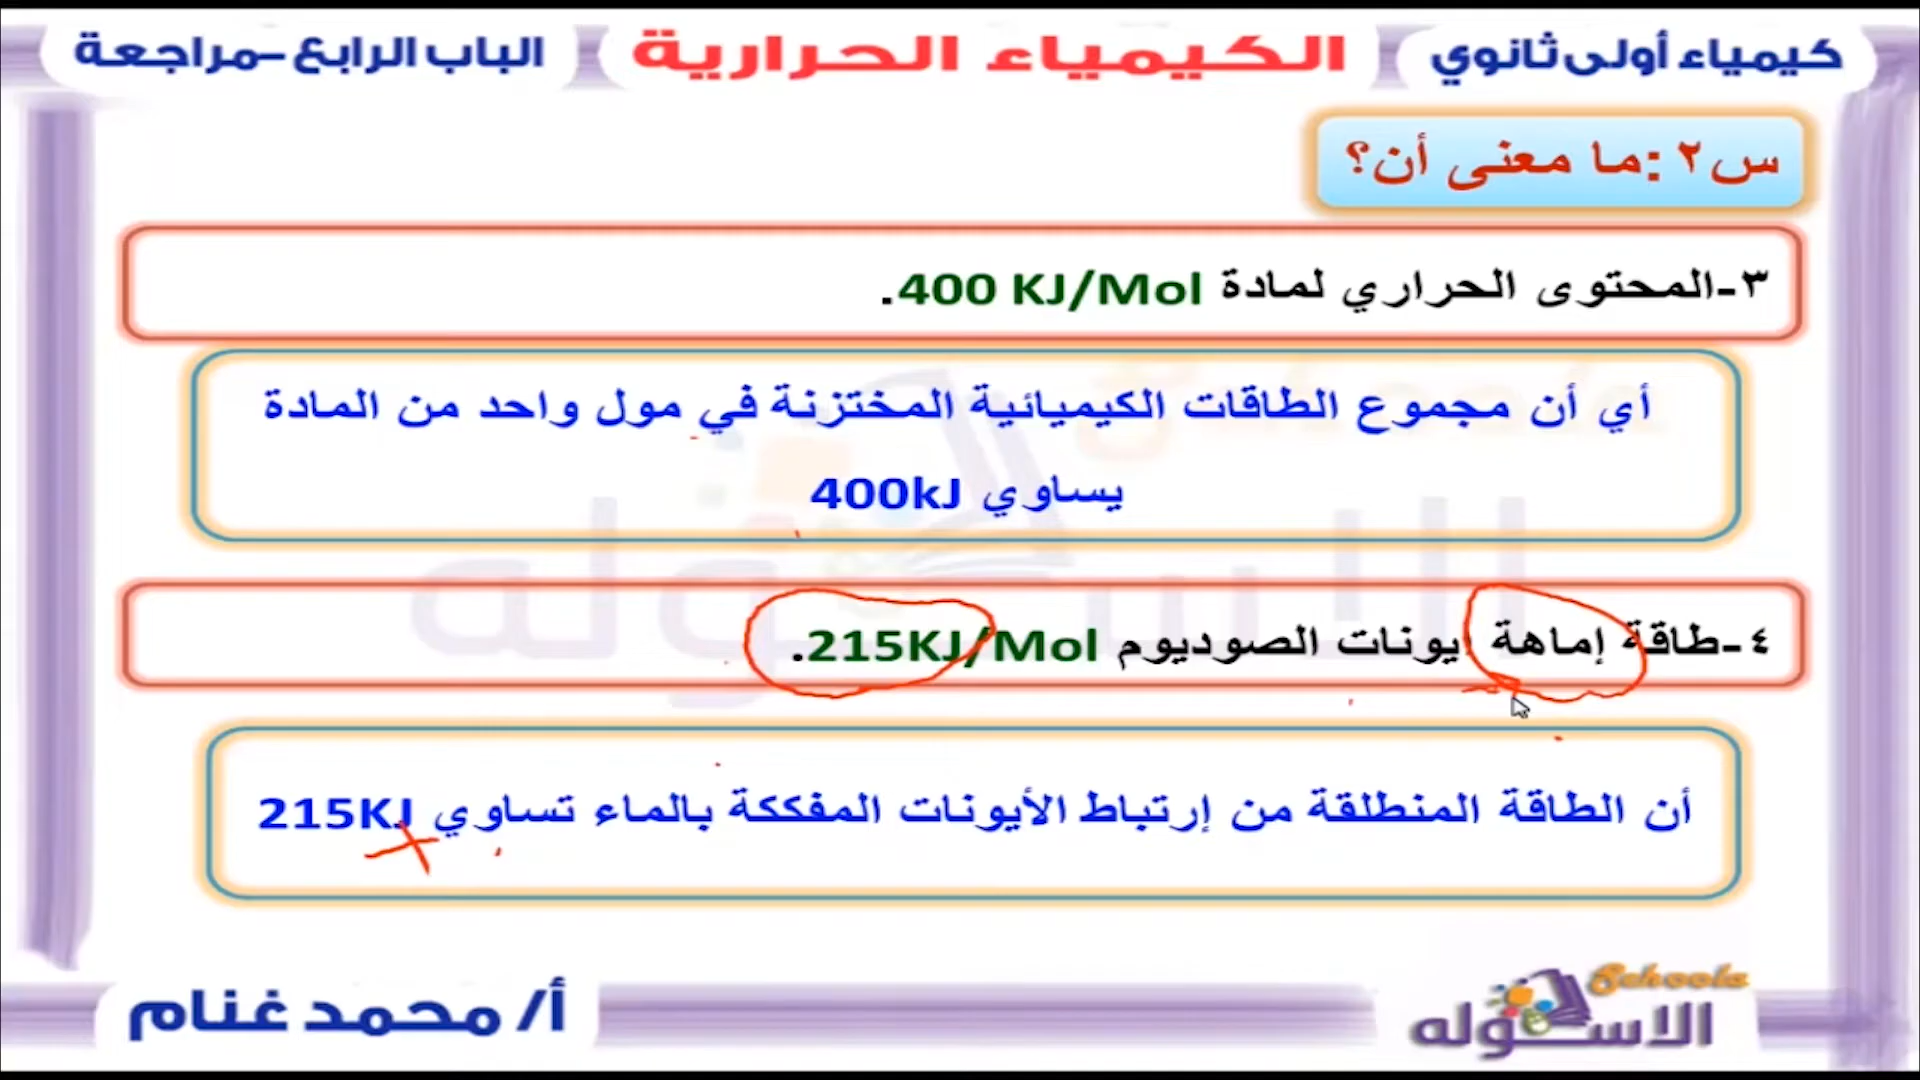 كيمياء أولى ثانوي
الكيمياء الحرارية
الباب الرابع-مراجعة
س٢ :ما معنى أن؟
٣-المحتوى الحراري لمادة 400 KJ/Mol.
أي أن مجموع الطاقات الكيميائية المختزنة في مول واحد من المادة
يساوي 400kJ
٤-طاقة إماهة يونات الصوديوم 215KJ/Mol.
أن الطاقة المنطلقة من إرتباط الأيونات المفككة بالماء تساوي 215KJ
أ/ محمد غنام
Schools
الاسـوله